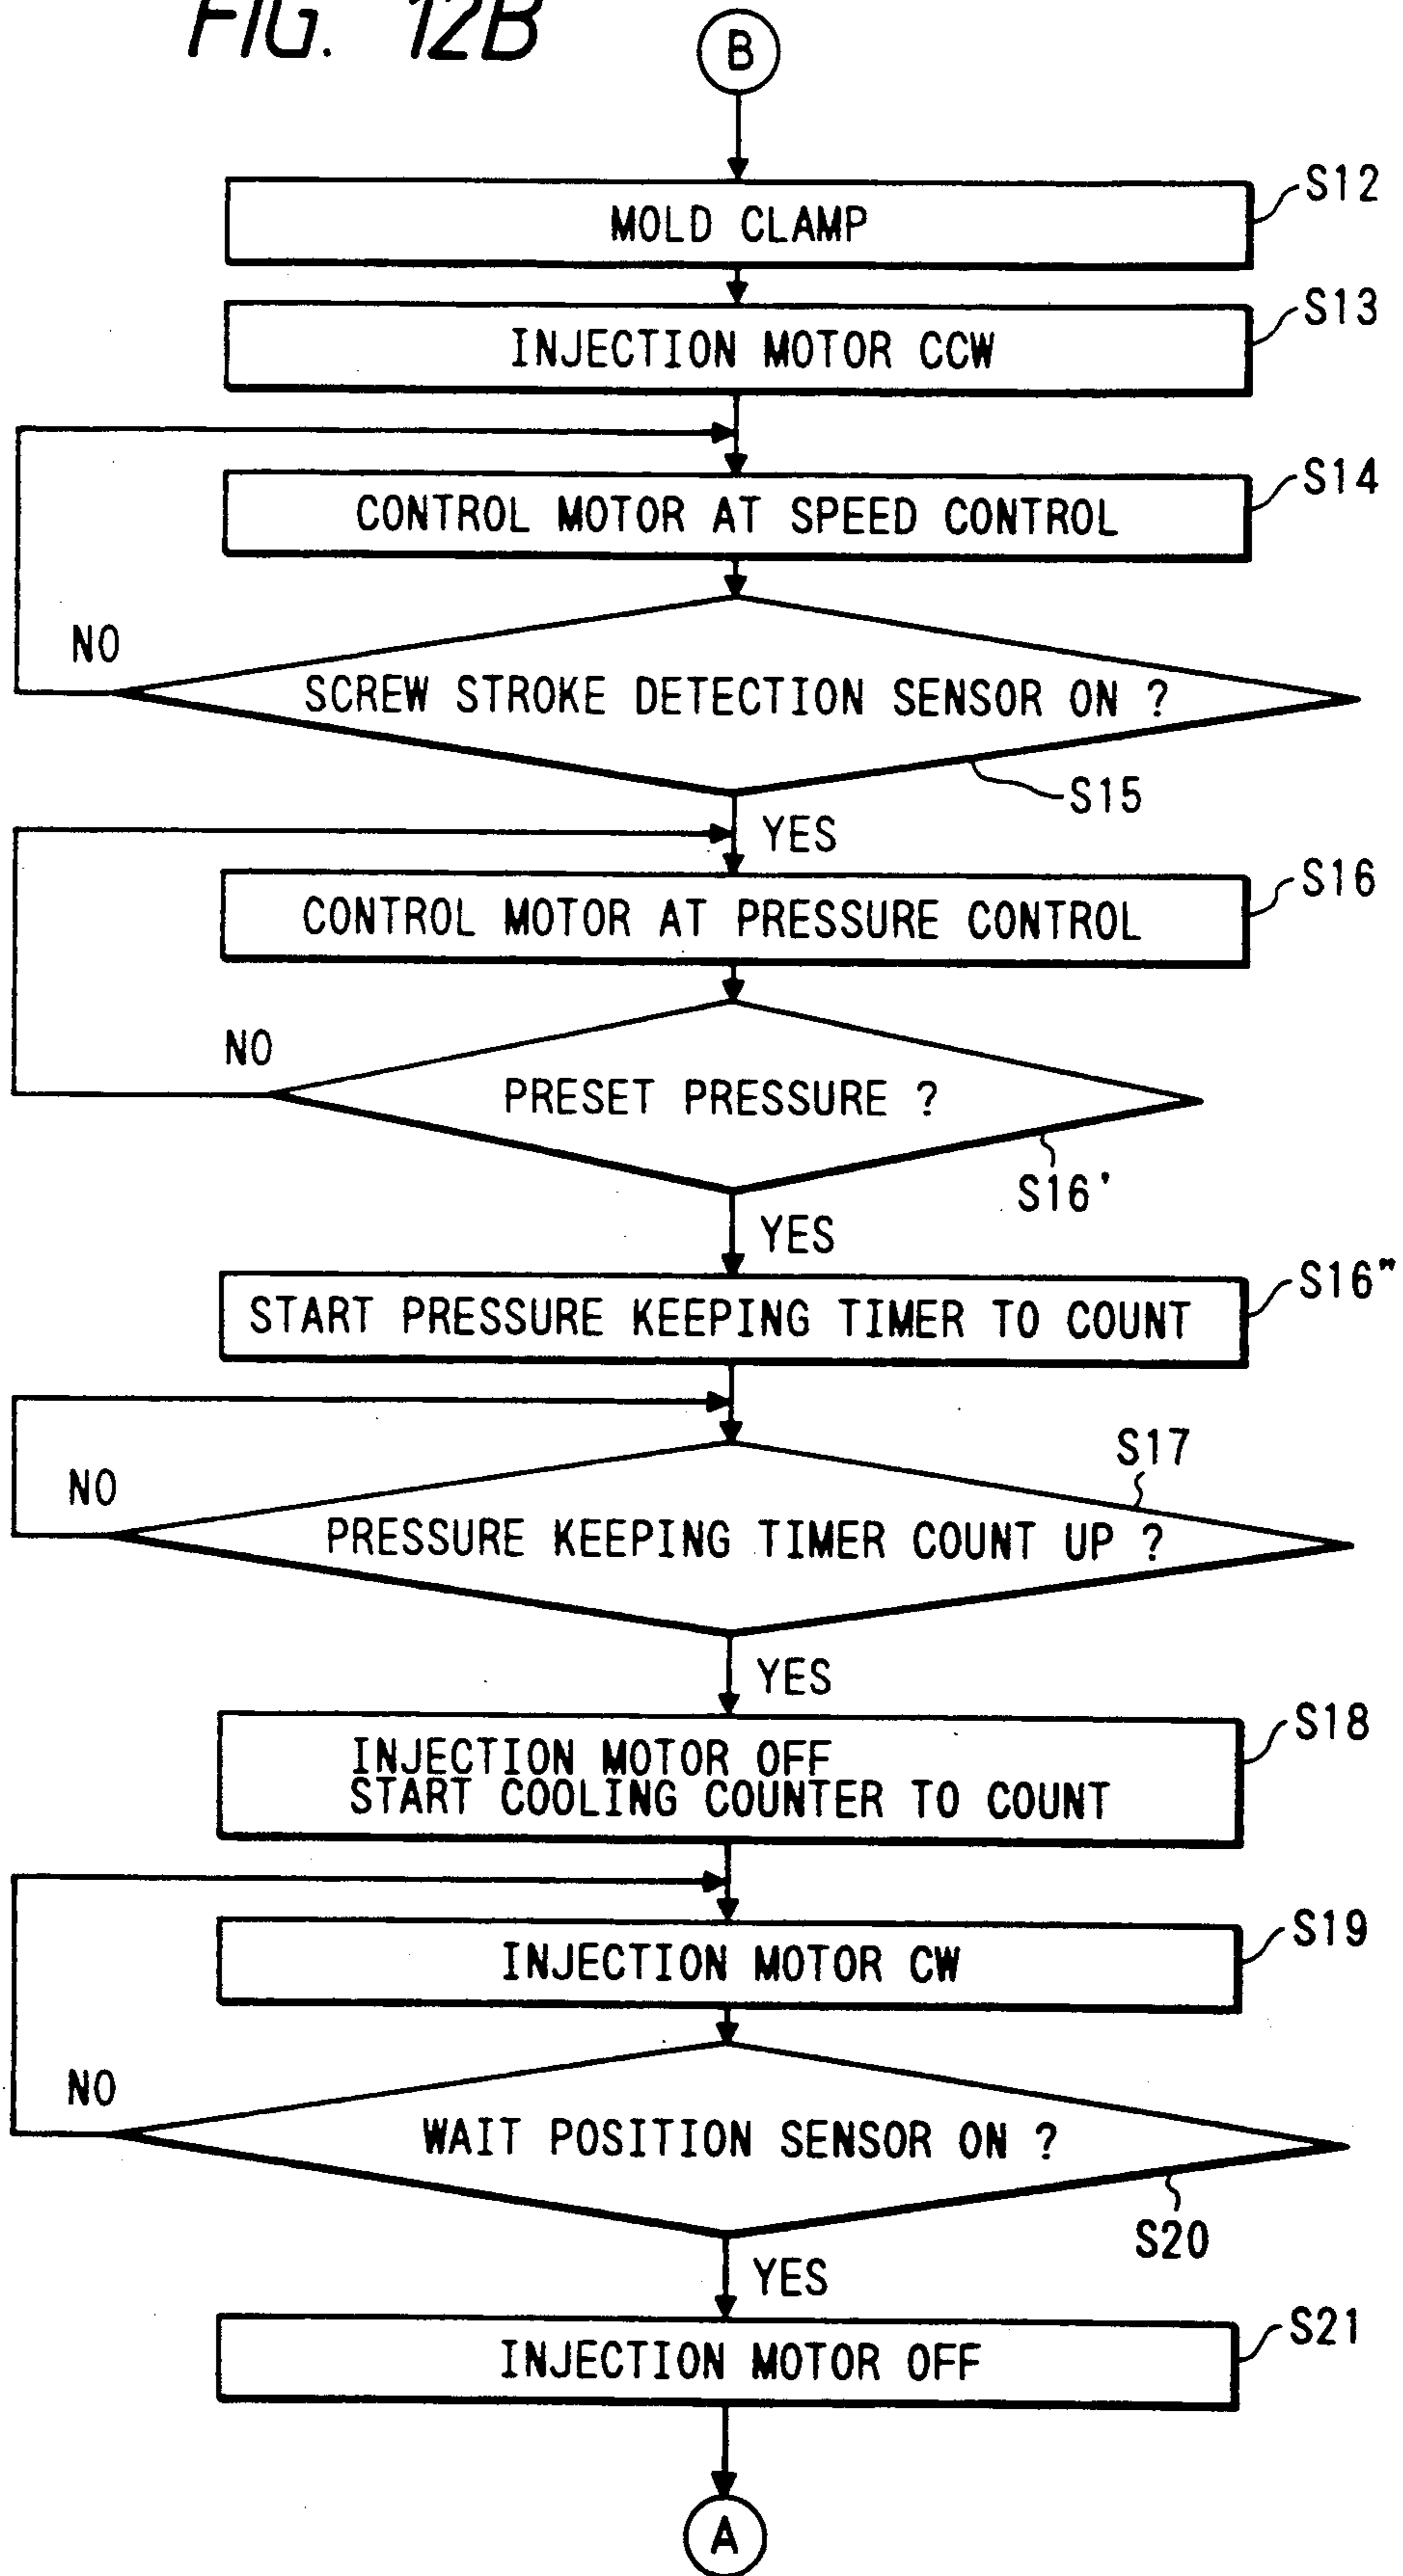 FIG. 12B
B
S12
MOLD CLAMP
S13
INJECTION MOTOR CCW
S14
CONTROL MOTOR AT SPEED CONTROL
NO
SCREW STROKE DETECTION SENSOR ON ?
S15
YES
S16
CONTROL MOTOR AT PRESSURE CONTROL
NO
PRESET PRESSURE ?
S16'
YES
S16"
START PRESSURE KEEPING TIMER TO COUNT
S17
NO
PRESSURE KEEPING TIMER COUNT UP ?
YES
S18
INJECTION MOTOR OFF
START COOLING COUNTER TO COUNT
S19
INJECTION MOTOR CW
NO
WAIT POSITION SENSOR ON ?
S20
YES
S21
INJECTION MOTOR OFF
A